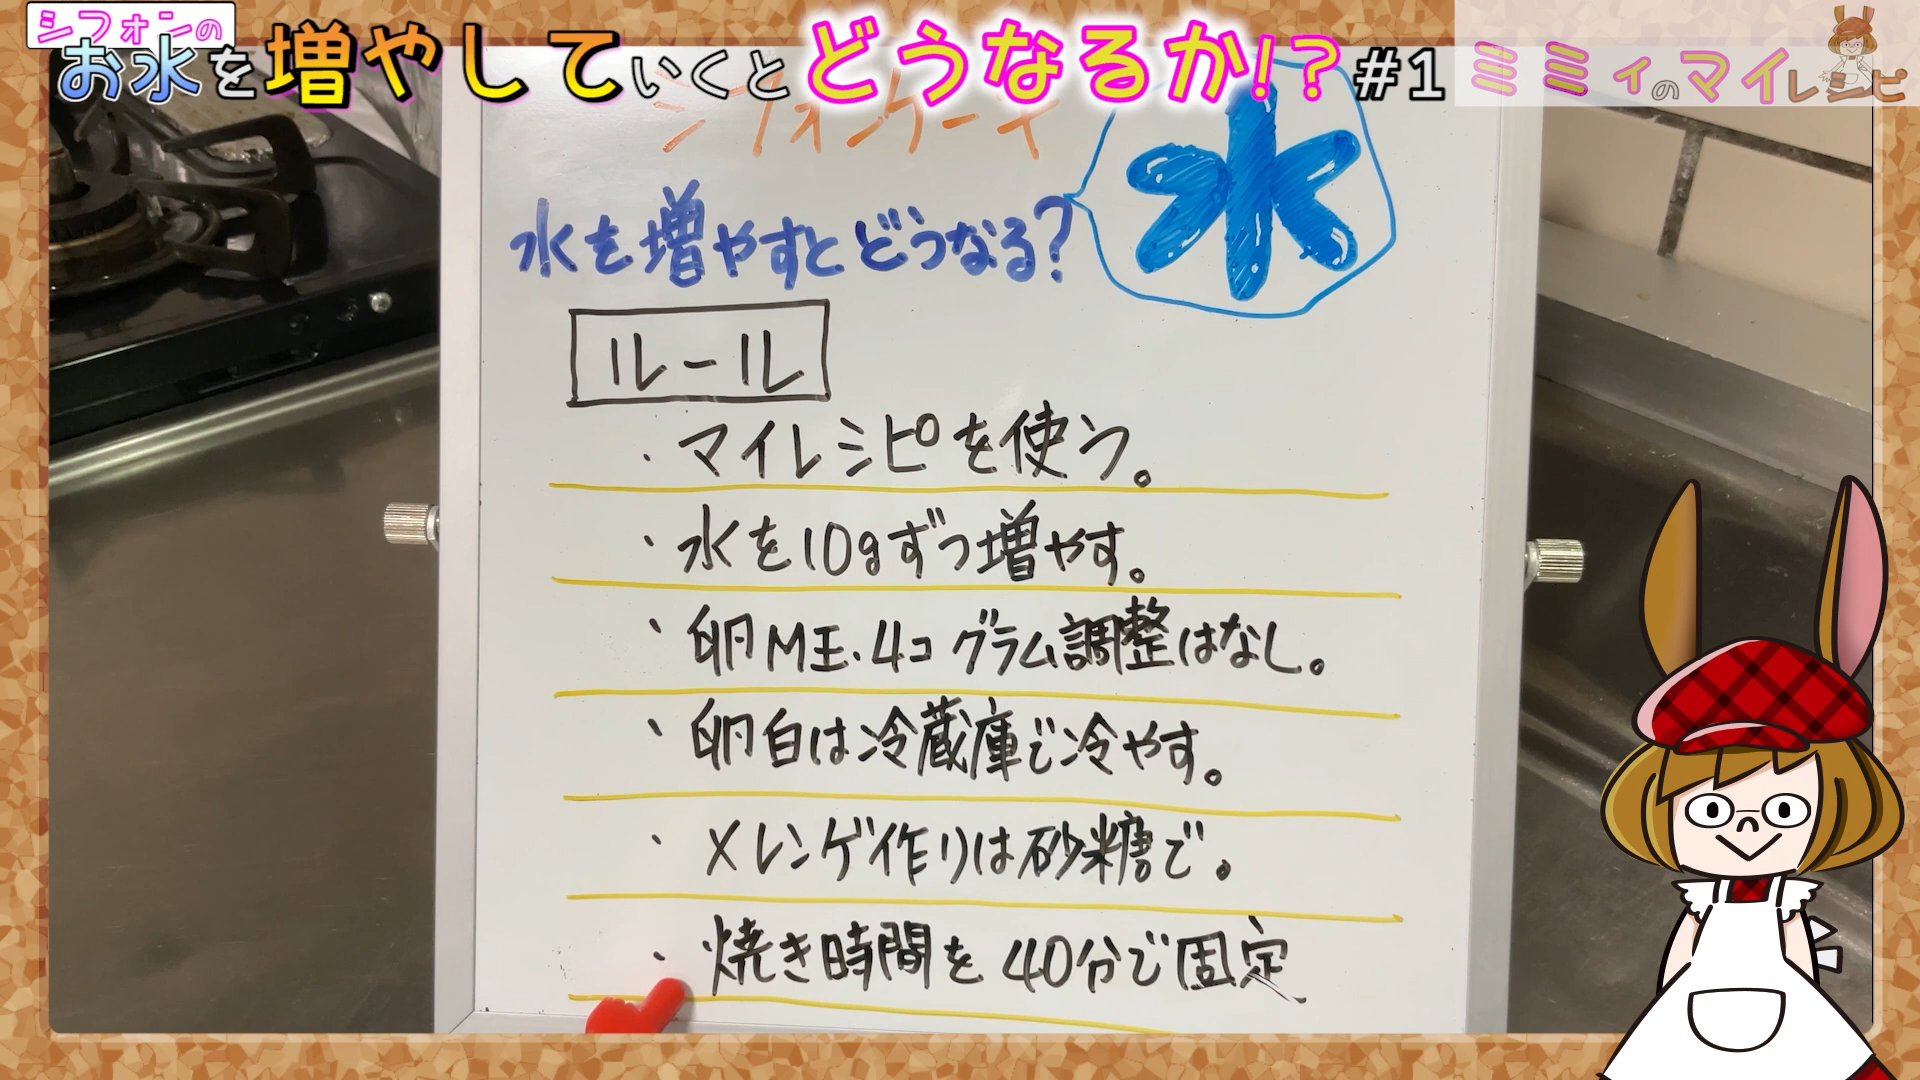 シフォンの
お水を増やしていくとどうなるか!?#1
ミミィのマイレシピ
シフォンケーキ
水を増やすとどうなる?
水
ルール
・マイレシピを使う。
・水を10gずつ増やす。
・卵M玉・4コ グラム調整はなし。
・卵白は冷蔵庫で冷やす。
・メレンゲ作りは砂糖で。
・焼き時間を40分で固定